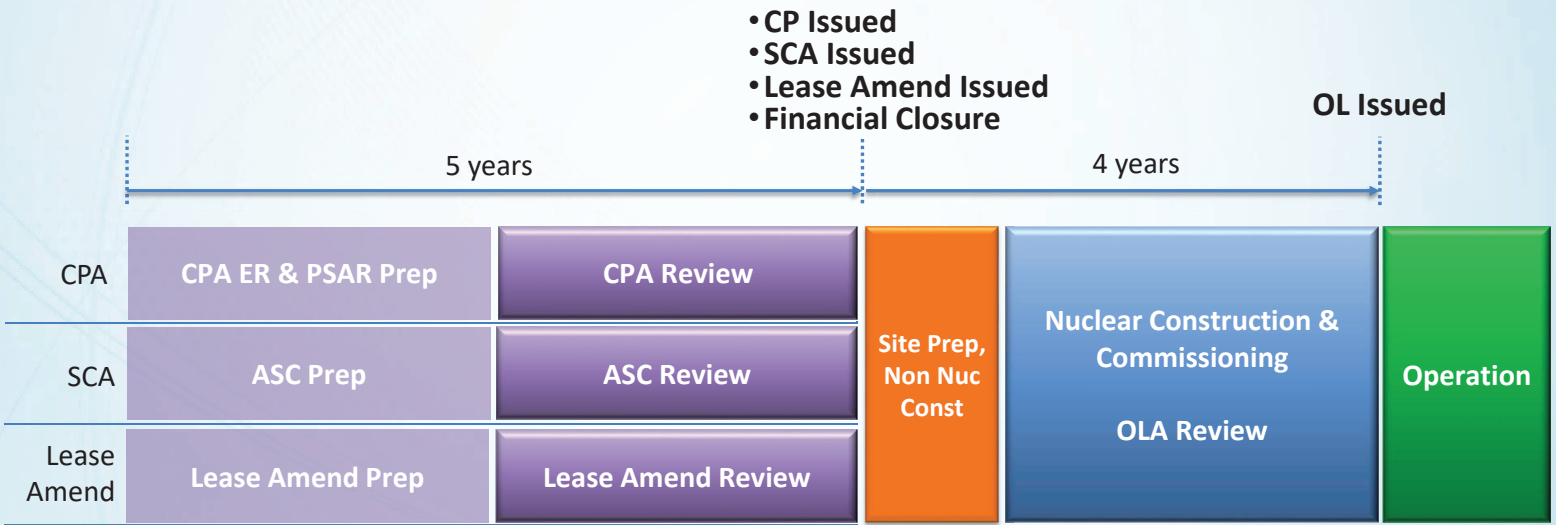 • CP Issued
• SCA Issued
• Lease Amend Issued
• Financial Closure
OL Issued
5 years
4 years
CPA
CPA ER & PSAR Prep
CPA Review
SCA
ASC Prep
ASC Review
Lease
Amend
Lease Amend Prep
Lease Amend Review
Site Prep,
Non Nuc
Const
Nuclear Construction &
Commissioning
OLA Review
Operation